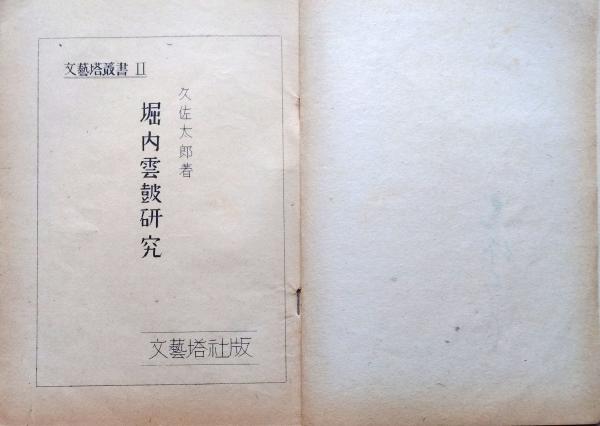 文藝塔叢書 II
久佐太郎著
堀内雲皷研究
文藝塔社版